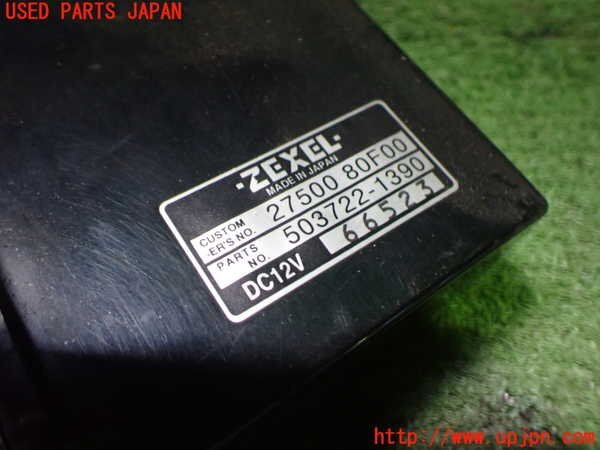 USED PARTS JAPAN
·ZEXEL·
MADE IN JAPAN
CUSTOM
-ER'S NO. 27500 80F00
PARTS
NO. 503722-1390
DC12V 66523
http://www.opjpn.com/